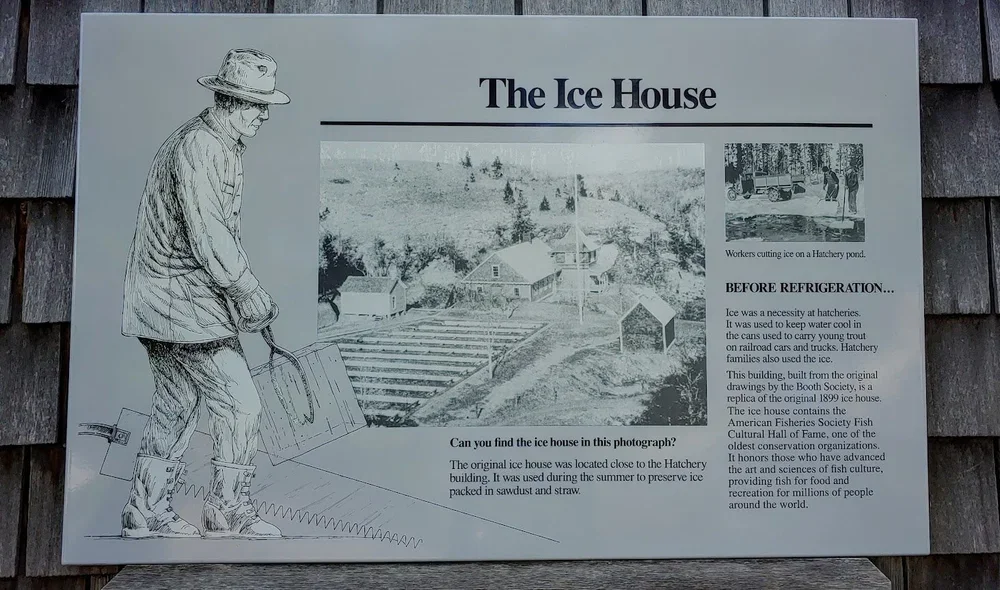 The Ice House
Workers cutting ice on a Hatchery pond.
BEFORE REFRIGERATION...
Ice was a necessity at hatcheries.
It was used to keep water cool in
the cans used to carry young trout
on railroad cars and trucks. Hatchery
families also used the ice.
This building, built from the original
drawings by the Booth Society, is a
replica of the original 1899 ice house.
The ice house contains the
American Fisheries Society Fish
Cultural Hall of Fame, one of the
oldest conservation organizations.
It honors those who have advanced
the art and sciences of fish culture,
providing fish for food and
recreation for millions of people
around the world.
Can you find the ice house in this photograph?
The original ice house was located close to the Hatchery
building. It was used during the summer to preserve ice
packed in sawdust and straw.